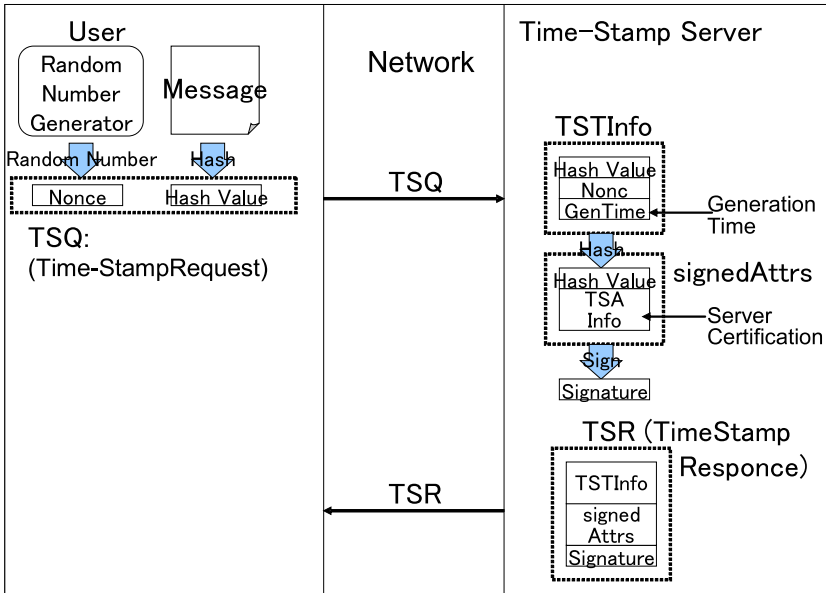 User
Random
Number
Generator
Message
Random Number
Hash
Nonce
Hash Value
TSQ:
(Time-StampRequest)
Network
TSQ
TSR
Time-Stamp Server
TSTInfo
Hash Value
Nonc
GenTime
Generation
Time
Hash
signedAttrs
Hash Value
TSA
Info
Server
Certification
Sign
Signature
TSR (TimeStamp
Responce)
TSTInfo
signed
Attrs
Signature